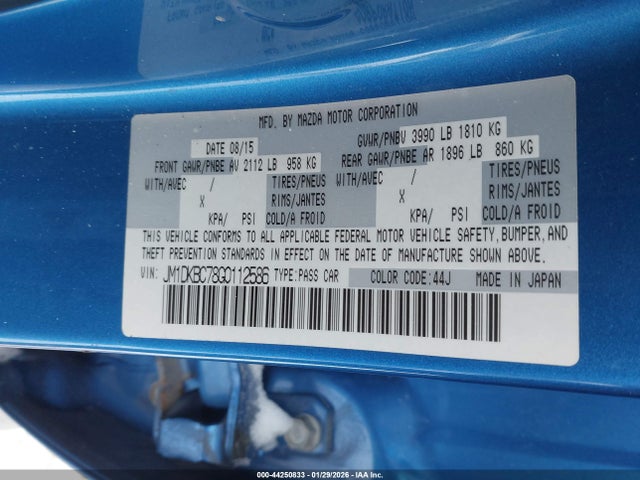 MFD. BY MAZDA MOTOR CORPORATION
DATE 08/15 GVWR/PNBV 3990 LB 1810 KG
FRONT GAWR/PNBE AV 2112 LB 958 KG REAR GAWR/PNBE AR 1896 LB 860 KG
WITH/AVEC / TIRES/PNEUS WITH/AVEC / TIRES/PNEUS
X RIMS/JANTES X RIMS/JANTES
KPA/ PSI COLD/A FROID KPA/ PSI COLD/A FROID
THIS VEHICLE CONFORMS TO ALL APPLICABLE FEDERAL MOTOR VEHICLE SAFETY, BUMPER, AND
THEFT PREVENTION STANDARDS IN EFFECT ON THE DATE OF MANUFACTURE SHOWN ABOVE.
VIN: JM1DKBC78G0112586 TYPE: PASS CAR COLOR CODE: 44J MADE IN JAPAN
000-44250833 - 01/29/2026 - IAAI.com